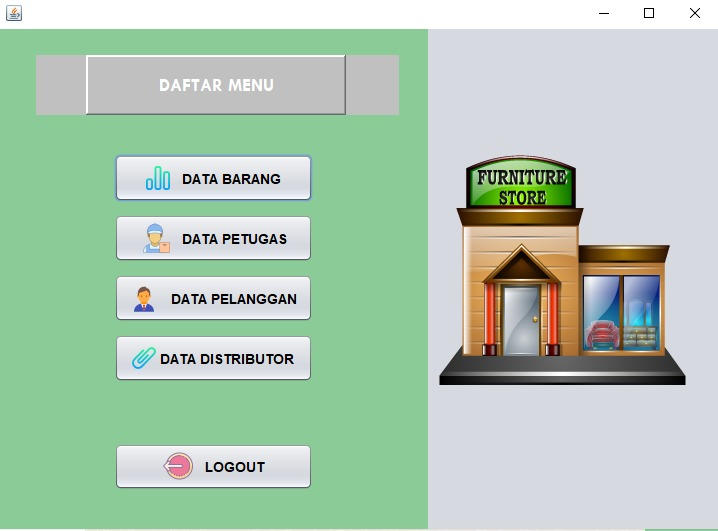 DAFTAR MENU
DATA BARANG
DATA PETUGAS
DATA PELANGGAN
DATA DISTRIBUTOR
LOGOUT
FURNITURE
STORE